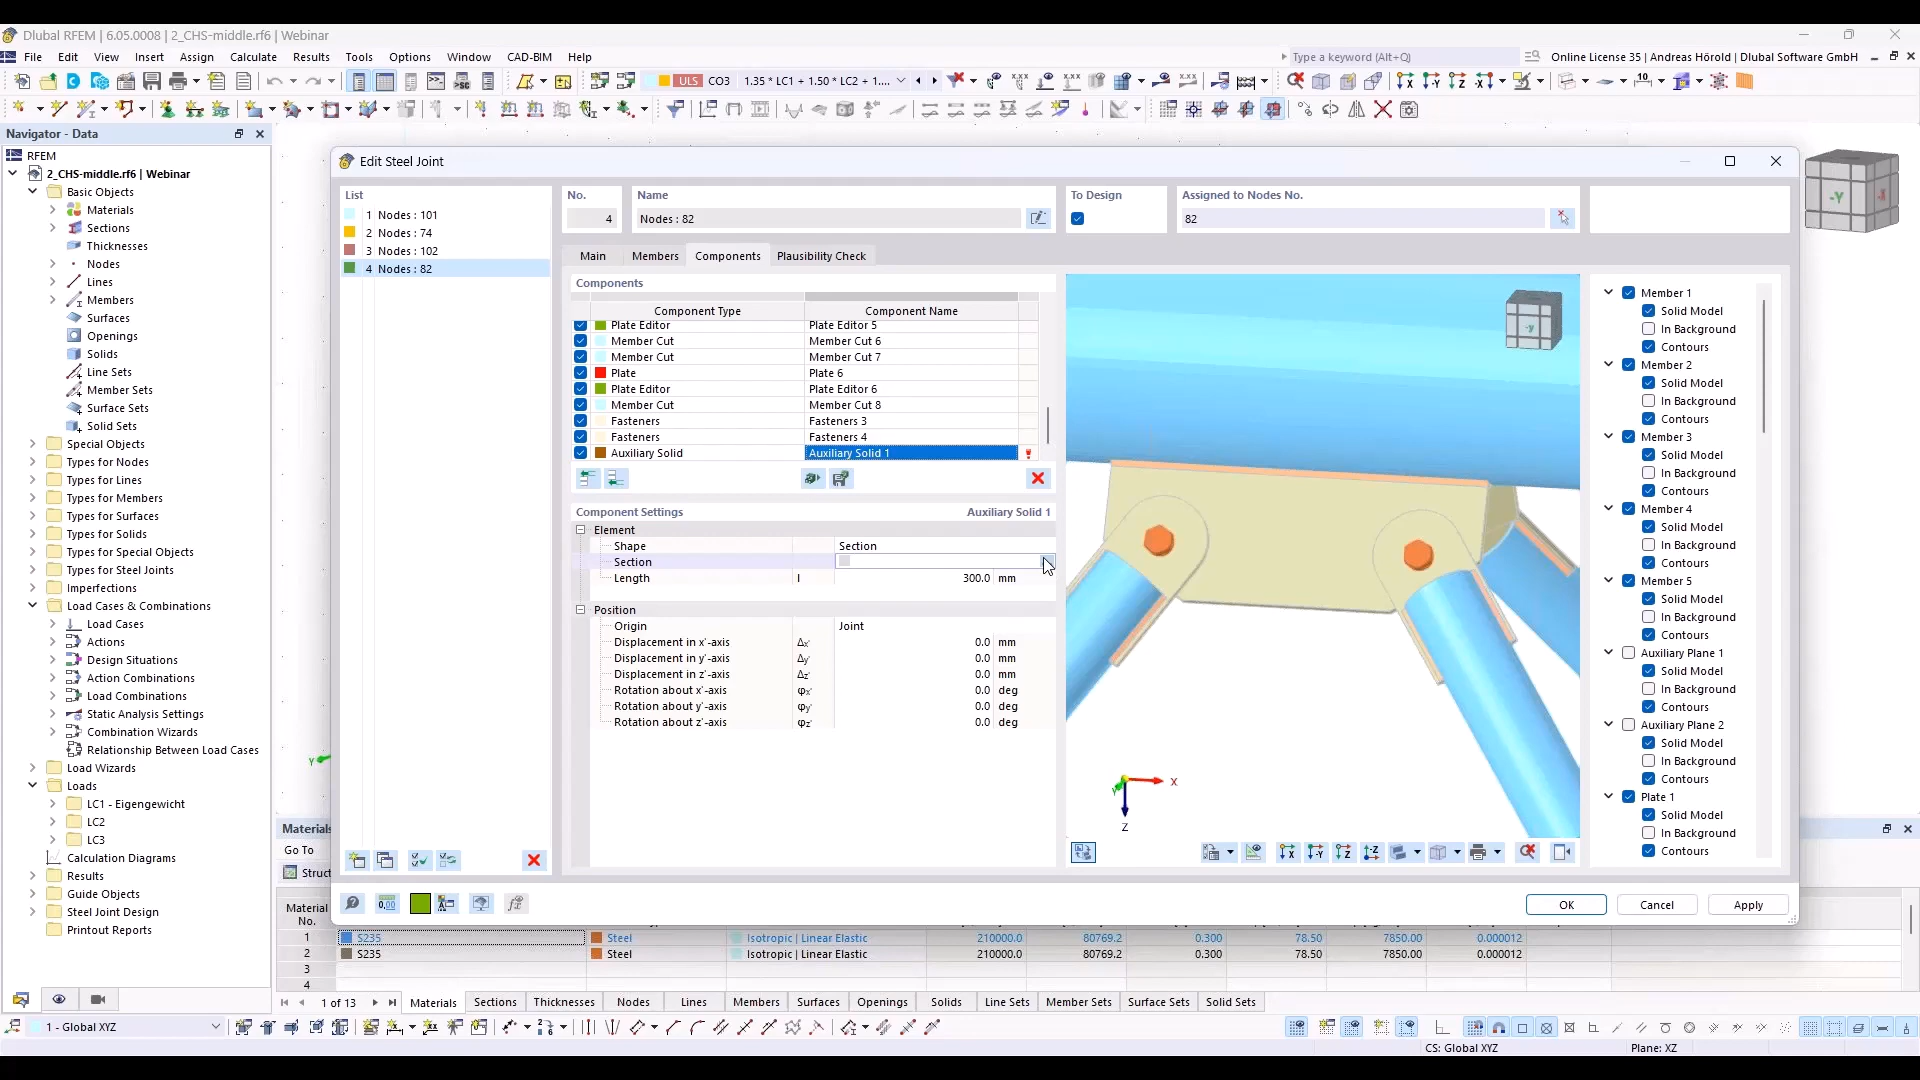 Dlubal RFEM | 6.05.0008 | 2_CHS-middle.rf6 | Webinar
File Edit View Insert Assign Calculate Results Tools Options Window CAD-BIM Help
Type a keyword (Alt+Q)
Online License 35 | Andreas Hörold | Dlubal Software GmbH
ULS CO3 1.35 * LC1 + 1.50 * LC2 + 1....
Navigator - Data
RFEM
2_CHS-middle.rf6 | Webinar
Basic Objects
Materials
Sections
Thicknesses
Nodes
Lines
Members
Surfaces
Openings
Solids
Line Sets
Member Sets
Surface Sets
Solid Sets
Special Objects
Types for Nodes
Types for Lines
Types for Members
Types for Surfaces
Types for Solids
Types for Special Objects
Types for Steel Joints
Imperfections
Load Cases & Combinations
Load Cases
Actions
Design Situations
Action Combinations
Load Combinations
Static Analysis Settings
Combination Wizards
Relationship Between Load Cases
Load Wizards
Loads
LC1 - Eigengewicht
LC2
LC3
Calculation Diagrams
Results
Guide Objects
Steel Joint Design
Printout Reports
Edit Steel Joint
List
1 Nodes : 101
2 Nodes : 74
3 Nodes : 102
4 Nodes : 82
No.
4
Name
Nodes : 82
To Design
Assigned to Nodes No.
82
Main Members Components Plausibility Check
Components
Component Type Component Name
Plate Editor Plate Editor 5
Member Cut Member Cut 6
Member Cut Member Cut 7
Plate Plate 6
Plate Editor Plate Editor 6
Member Cut Member Cut 8
Fasteners Fasteners 3
Fasteners Fasteners 4
Auxiliary Solid Auxiliary Solid 1
Component Settings Auxiliary Solid 1
Element
Shape Section
Section
Length l 300.0 mm
Position
Origin Joint
Displacement in x'-axis Δx' 0.0 mm
Displacement in y'-axis Δy' 0.0 mm
Displacement in z'-axis Δz' 0.0 mm
Rotation about x'-axis φx' 0.0 deg
Rotation about y'-axis φy' 0.0 deg
Rotation about z'-axis φz' 0.0 deg
X
Y
Z
Member 1
Solid Model
In Background
Contours
Member 2
Solid Model
In Background
Contours
Member 3
Solid Model
In Background
Contours
Member 4
Solid Model
In Background
Contours
Member 5
Solid Model
In Background
Contours
Auxiliary Plane 1
Solid Model
In Background
Contours
Auxiliary Plane 2
Solid Model
In Background
Contours
Plate 1
Solid Model
In Background
Contours
OK Cancel Apply
Materials
Go To
Material
No.
1 S235 Steel Isotropic | Linear Elastic 210000.0 80769.2 0.300 78.50 7850.00 0.000012
2 S235 Steel Isotropic | Linear Elastic 210000.0 80769.2 0.300 78.50 7850.00 0.000012
3
4
1 of 13 Materials Sections Thicknesses Nodes Lines Members Surfaces Openings Solids Line Sets Member Sets Surface Sets Solid Sets
1 - Global XYZ
CS: Global XYZ Plane: XZ